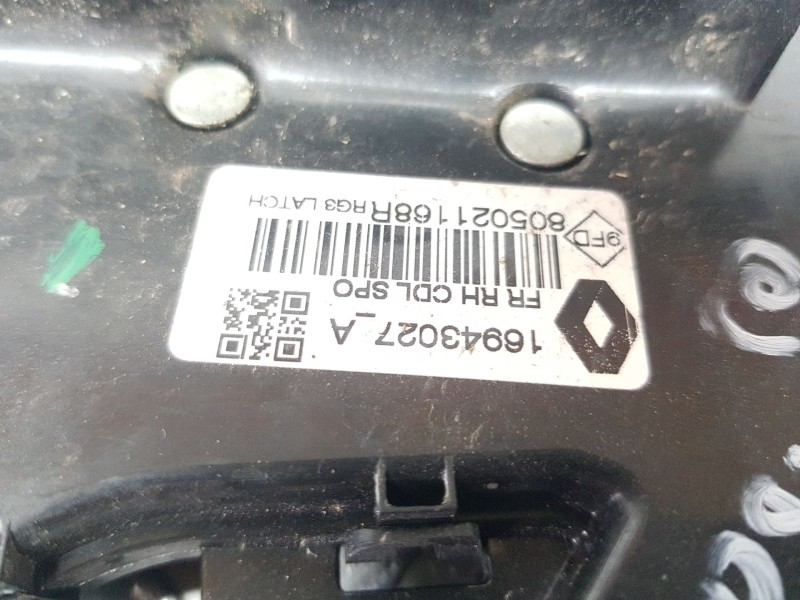 16943027_A
FR RH CDL SPO
9FD 805021168R RG3 LATCH